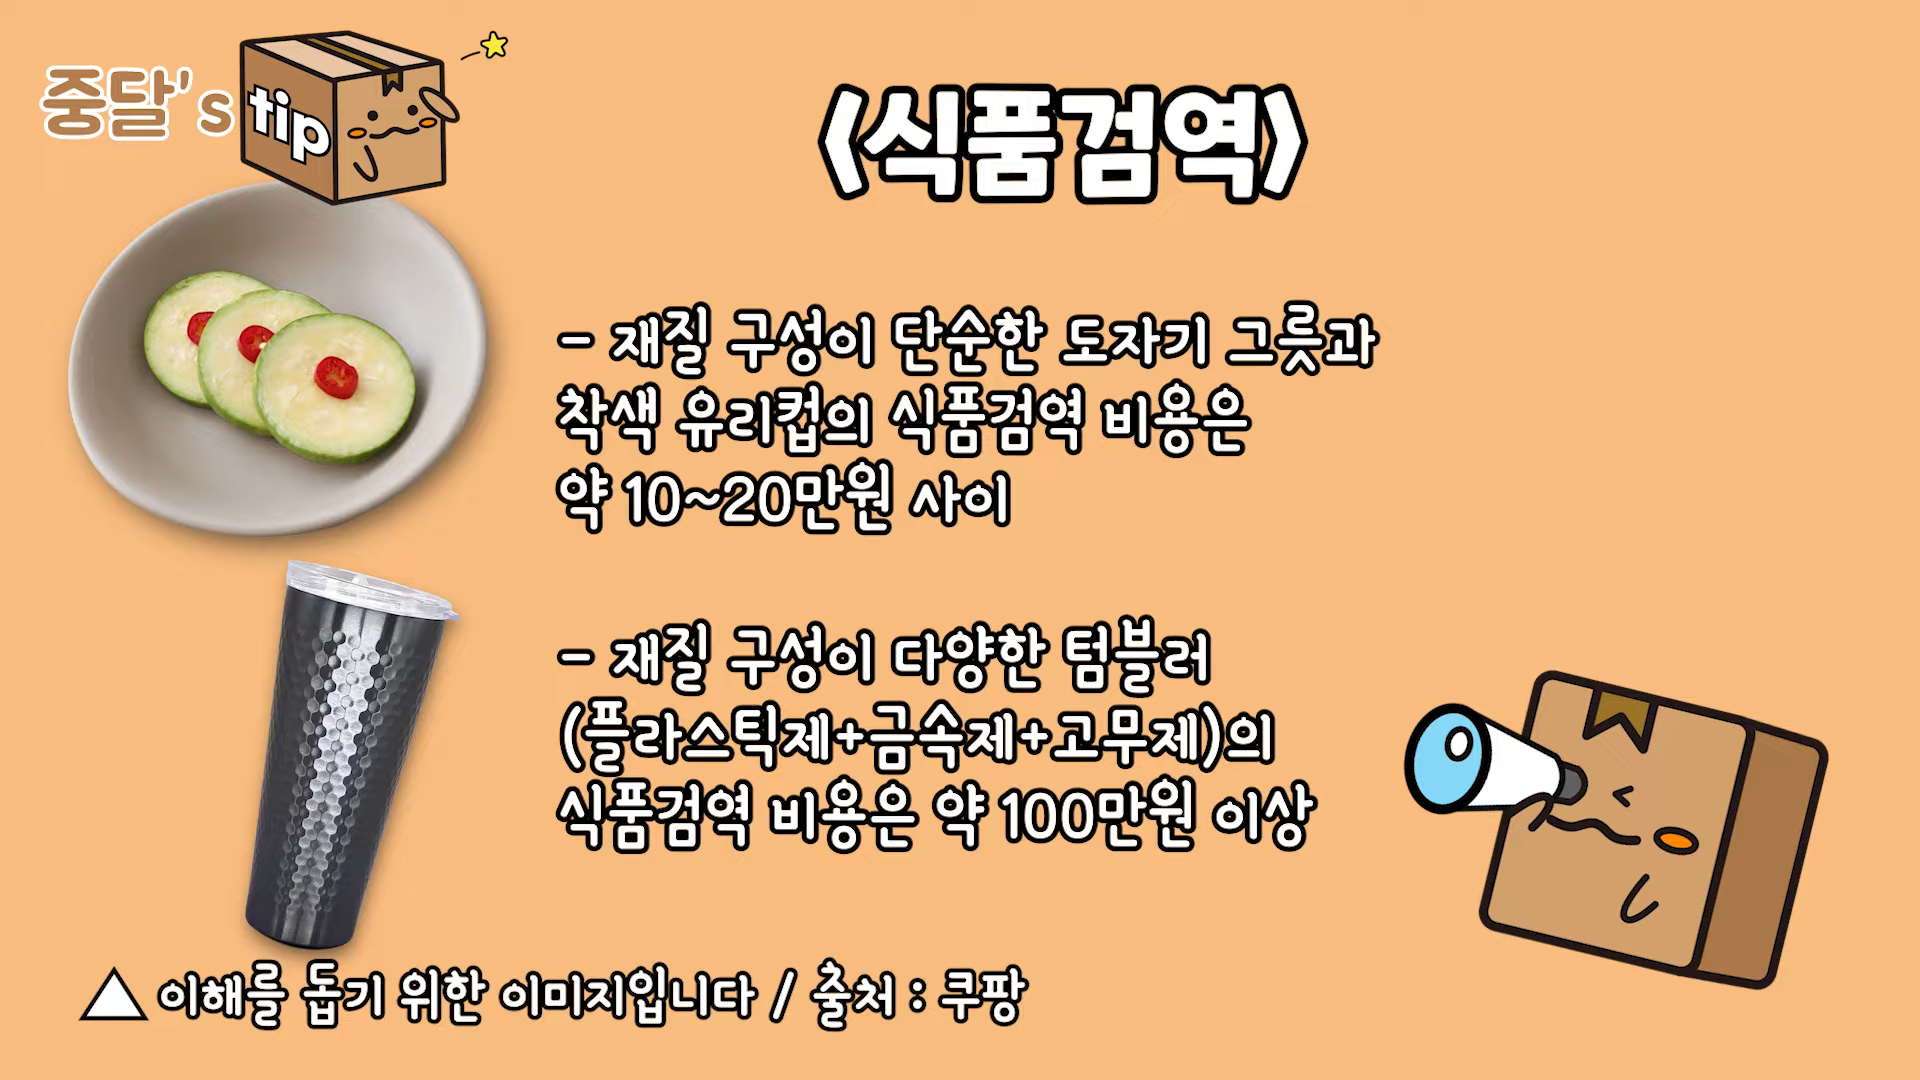 중달's tip
<식품검역>
- 재질 구성이 단순한 도자기 그릇과
착색 유리컵의 식품검역 비용은
약 10~20만원 사이
- 재질 구성이 다양한 텀블러
(플라스틱제+금속제+고무제)의
식품검역 비용은 약 100만원 이상
▲ 이해를 돕기 위한 이미지입니다 / 출처 : 쿠팡